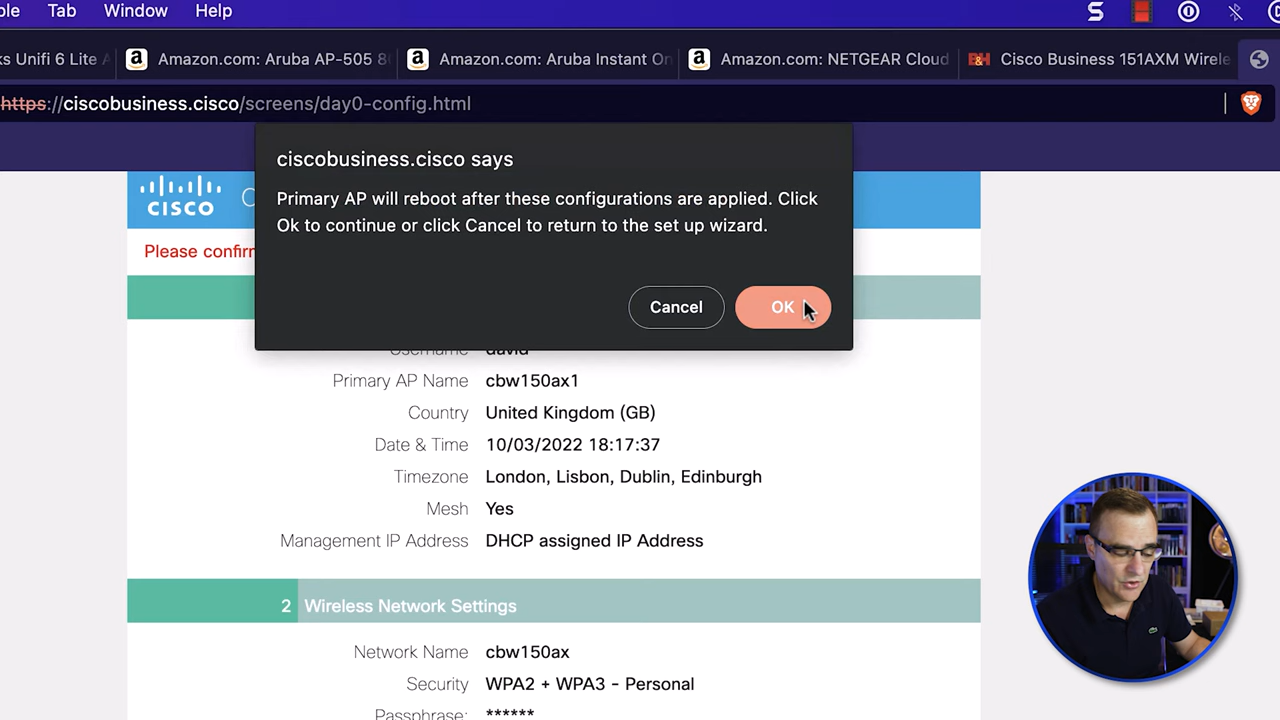 ble Tab Window Help
ks Unifi 6 Lite A
Amazon.com: Aruba AP-505 8
Amazon.com: Aruba Instant On
Amazon.com: NETGEAR Cloud
Cisco Business 151AXM Wirele
https://ciscobusiness.cisco/screens/day0-config.html
ciscobusiness.cisco says
Primary AP will reboot after these configurations are applied. Click
Ok to continue or click Cancel to return to the set up wizard.
Cancel
OK
CISCO
Please confirm
Username david
Primary AP Name cbw150ax1
Country United Kingdom (GB)
Date & Time 10/03/2022 18:17:37
Timezone London, Lisbon, Dublin, Edinburgh
Mesh Yes
Management IP Address DHCP assigned IP Address
2 Wireless Network Settings
Network Name cbw150ax
Security WPA2 + WPA3 - Personal
Passphrase: ******